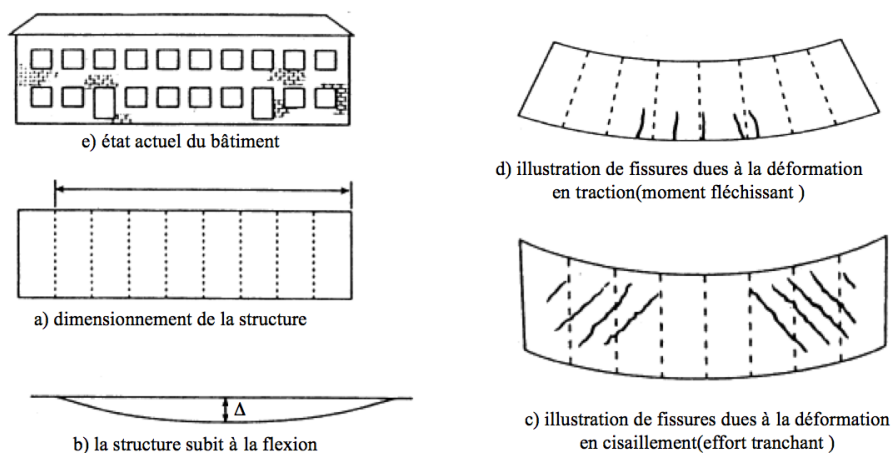 e) état actuel du bâtiment
a) dimensionnement de la structure
Δ
b) la structure subit à la flexion
d) illustration de fissures dues à la déformation
en traction(moment fléchissant )
c) illustration de fissures dues à la déformation
en cisaillement(effort tranchant )